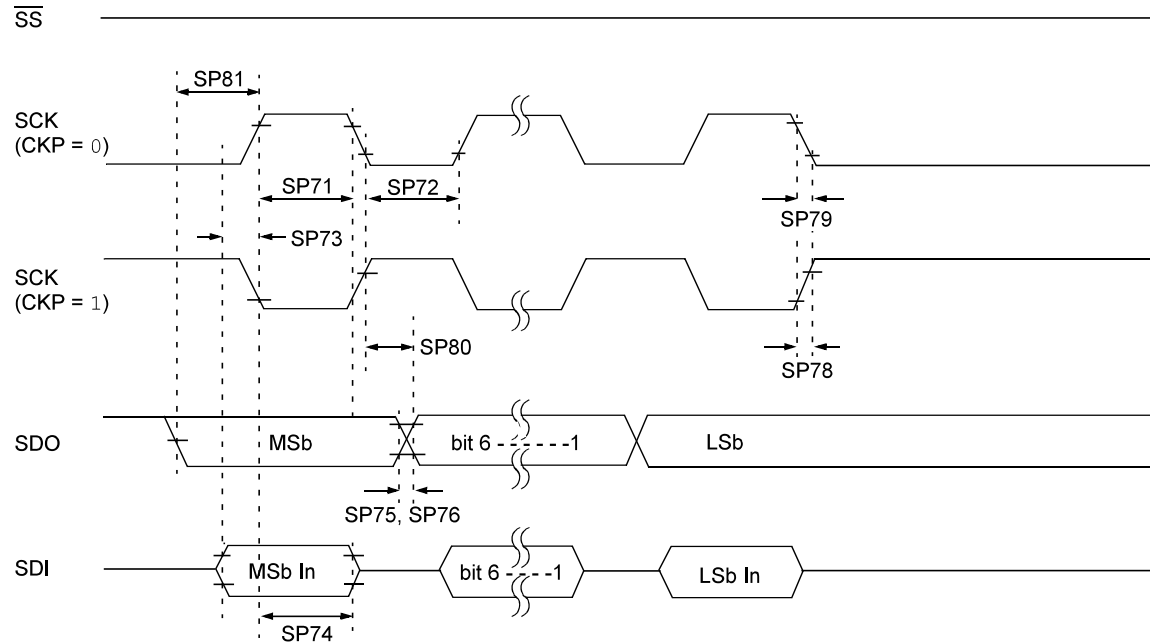 SS
SP81
SCK
(CKP = 0)
SP71
SP72
SP79
SP73
SCK
(CKP = 1)
SP80
SP78
SDO
MSb
bit 6 - - - - - - -1
LSb
SP75, SP76
SDI
MSb In
bit 6 - - - - -1
LSb In
SP74